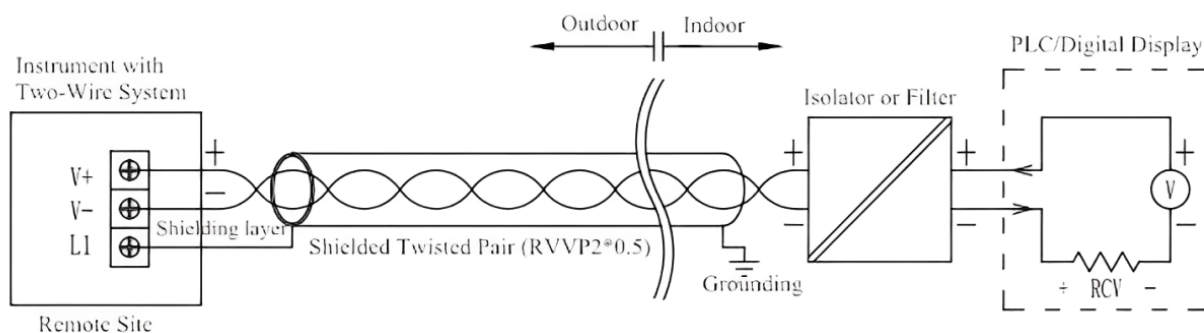 Outdoor
Indoor
PLC/Digital Display
Instrument with
Two-Wire System
Isolator or Filter
V+
V-
L1
+
-
Shielding layer
Shielded Twisted Pair (RVVP2*0.5)
Grounding
+
-
+
-
+
V
-
÷ RCV -
Remote Site